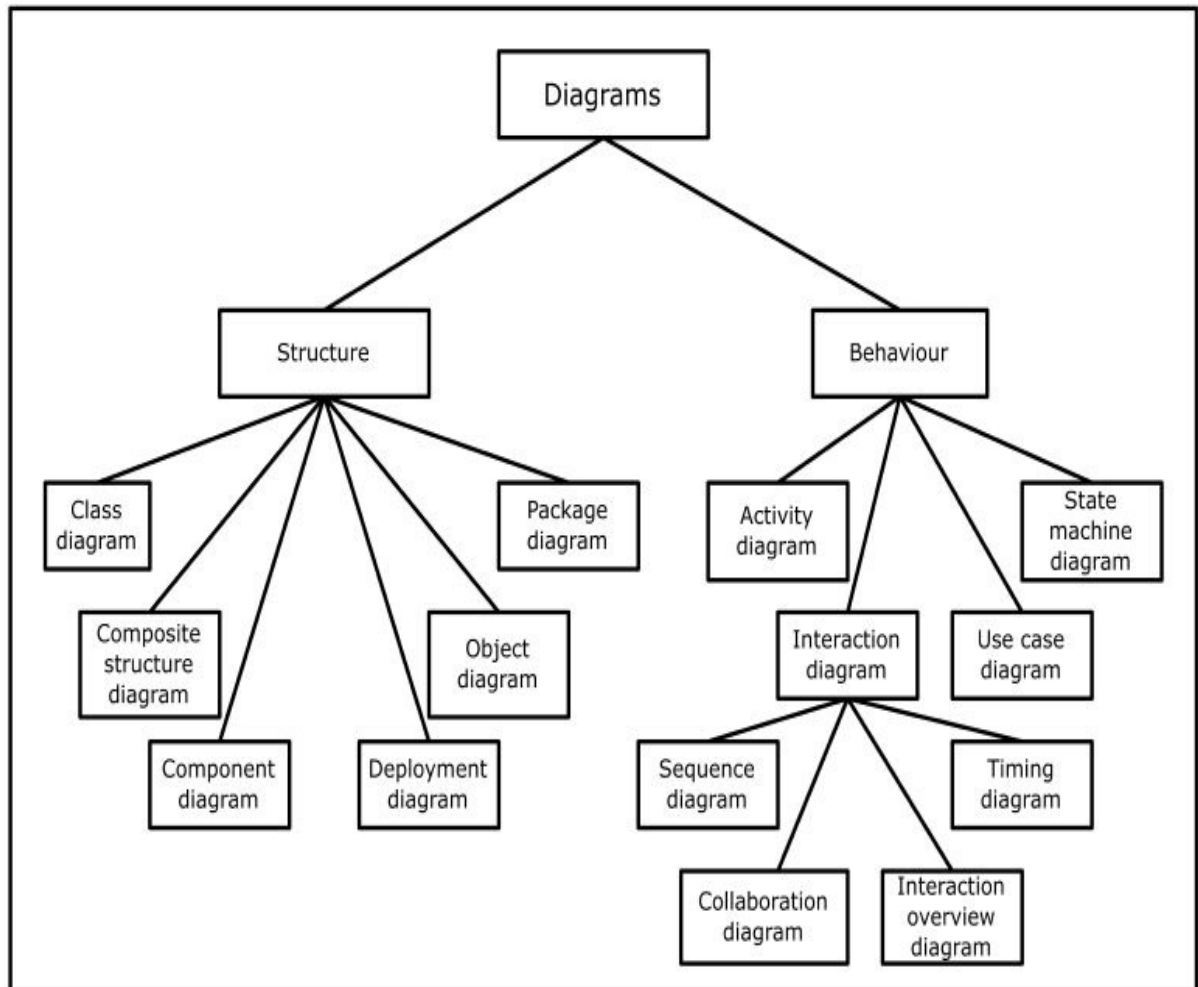 Diagrams
Structure
Behaviour
Class
diagram
Package
diagram
Activity
diagram
State
machine
diagram
Composite
structure
diagram
Object
diagram
Interaction
diagram
Use case
diagram
Component
diagram
Deployment
diagram
Sequence
diagram
Timing
diagram
Collaboration
diagram
Interaction
overview
diagram